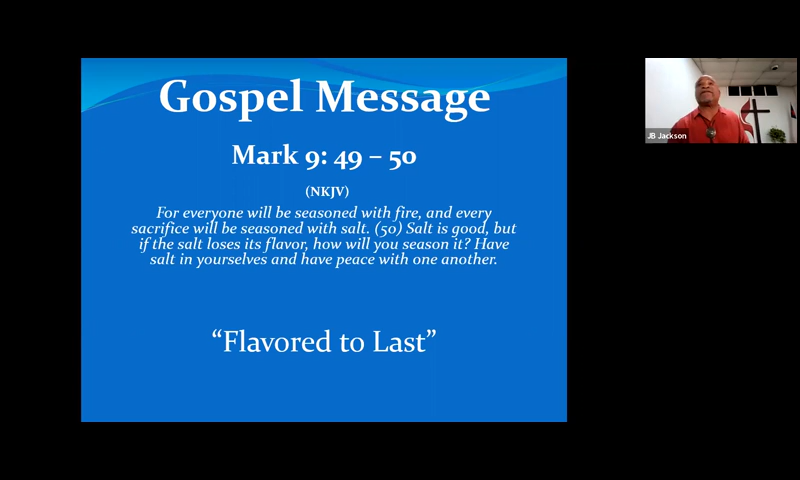 Gospel Message
Mark 9: 49 – 50
(NKJV)
For everyone will be seasoned with fire, and every
sacrifice will be seasoned with salt. (50) Salt is good, but
if the salt loses its flavor, how will you season it? Have
salt in yourselves and have peace with one another.
“Flavored to Last”
JB Jackson